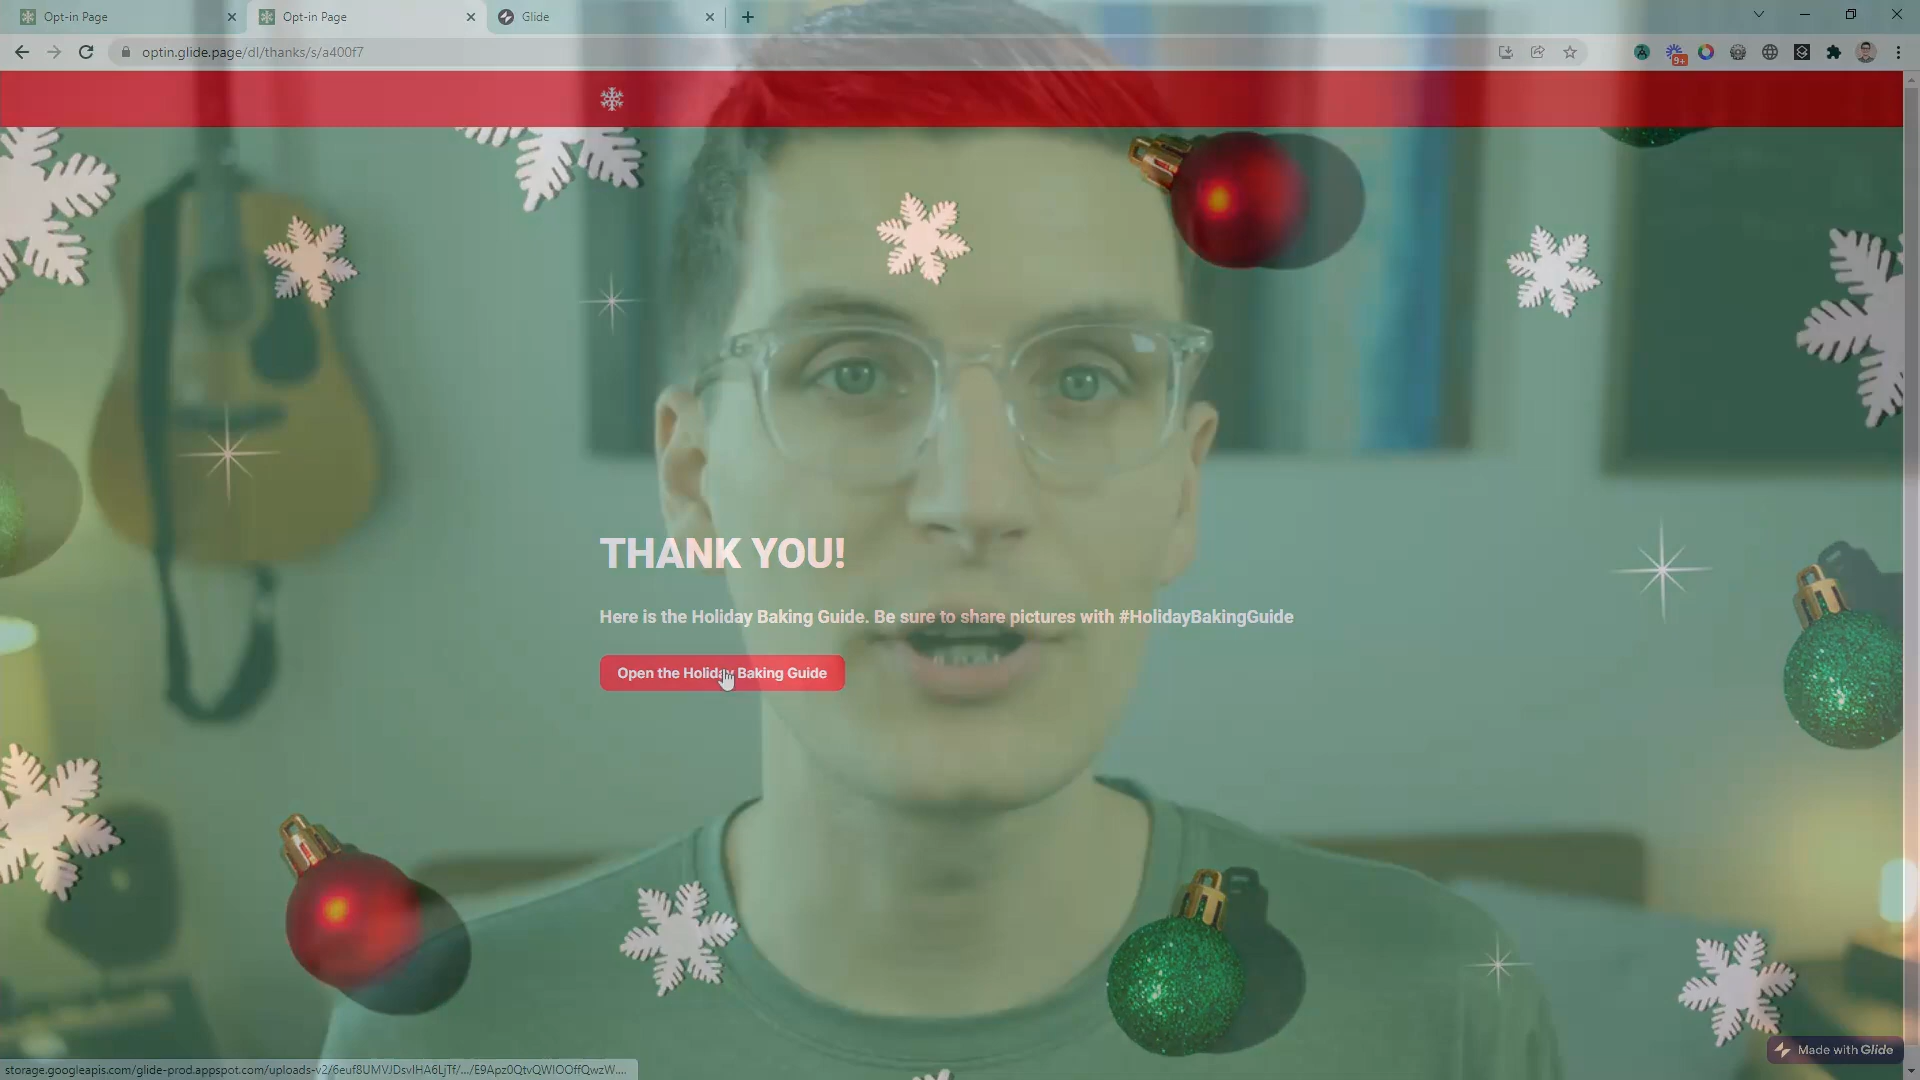 Opt-in Page
Opt-in Page
Glide
optin.glide.page/dl/thanks/s/a400f7
9+
THANK YOU!
Here is the Holiday Baking Guide. Be sure to share pictures with #HolidayBakingGuide
Open the Holiday Baking Guide
Made with Glide
storage.googleapis.com/glide-prod.appspot.com/uploads-v2/6euf8UMVJDsvIHA6LjTf/.../E9Apz0QtvQWIOOffQwzW....